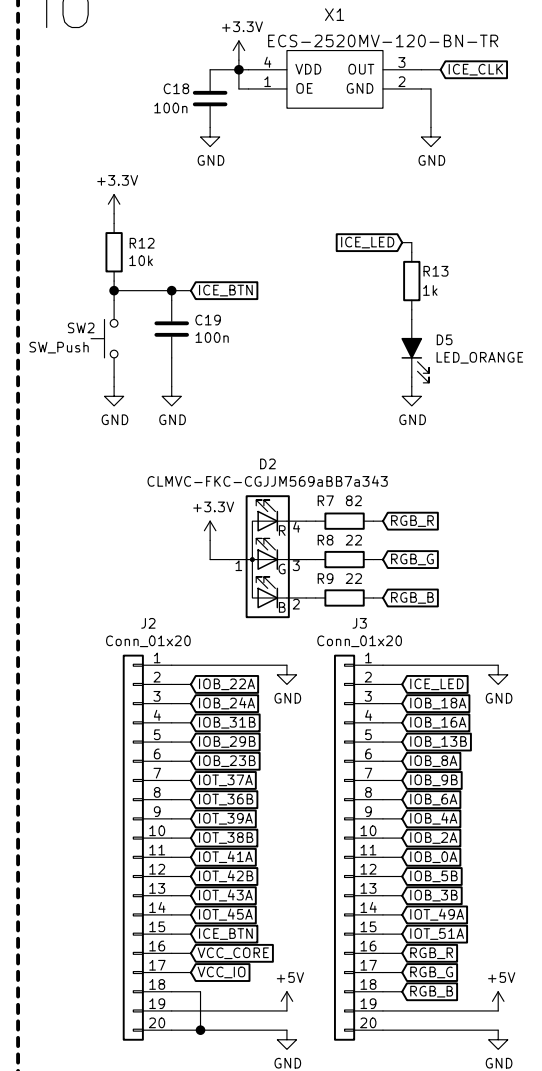 IO
X1
ECS-2520MV-120-BN-TR
+3.3V
4 VDD OUT 3 ICE_CLK
1 OE GND 2
C18
100n
GND GND
+3.3V
R12
10k
ICE_BTN
SW2
SW_Push
C19
100n
GND GND
ICE_LED
R13
1k
D5
LED_ORANGE
GND
D2
CLMVC-FKC-CGJJM569aBB7a343
+3.3V
R 4 R7 82 RGB_R
1 G 3 R8 22 RGB_G
B 2 R9 22 RGB_B
J2
Conn_01x20
1 GND
2 IOB_22A
3 IOB_24A
4 IOB_31B
5 IOB_29B
6 IOB_23B
7 IOT_37A
8 IOT_36B
9 IOT_39A
10 IOT_38B
11 IOT_41A
12 IOT_42B
13 IOT_43A
14 IOT_45A
15 ICE_BTN
16 VCC_CORE
17 VCC_IO
18
19 +5V
20 GND
J3
Conn_01x20
1 GND
2 ICE_LED
3 IOB_18A
4 IOB_16A
5 IOB_13B
6 IOB_8A
7 IOB_9B
8 IOB_6A
9 IOB_4A
10 IOB_2A
11 IOB_0A
12 IOB_5B
13 IOB_3B
14 IOT_49A
15 IOT_51A
16 RGB_R
17 RGB_G
18 RGB_B
19 +5V
20 GND